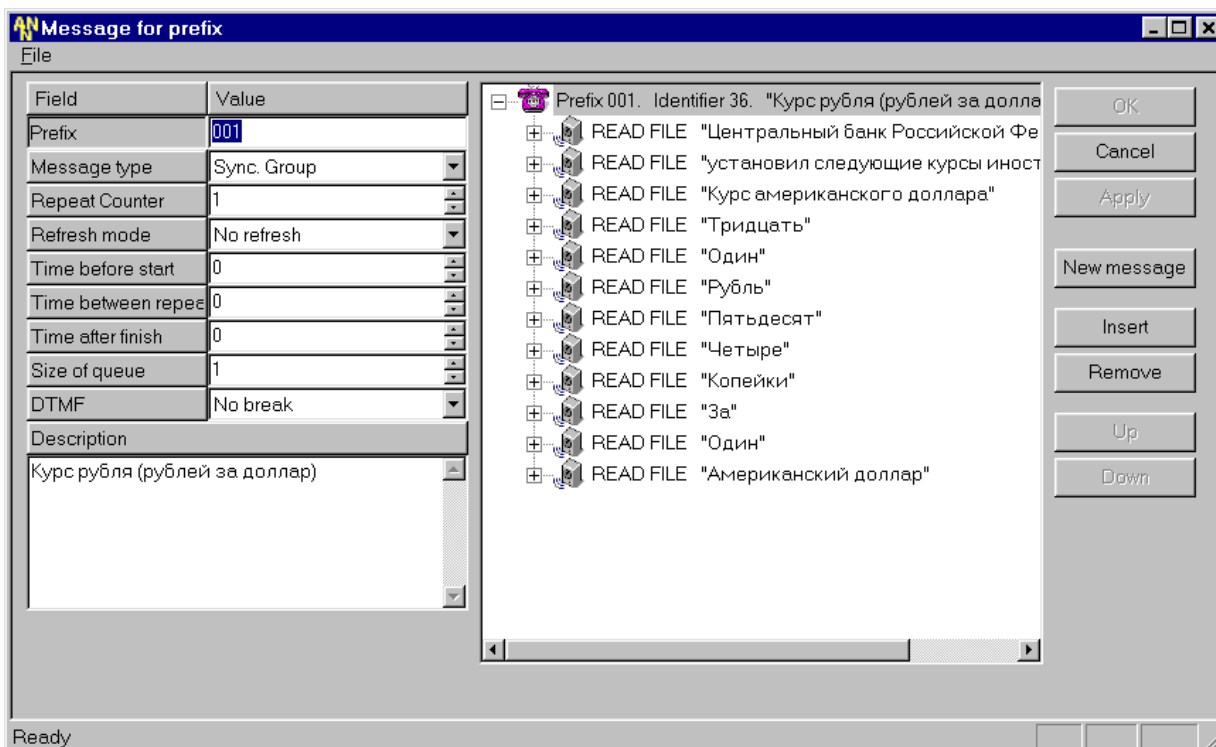 Message for prefix
File
Field Value
Prefix 001
Message type Sync. Group
Repeat Counter 1
Refresh mode No refresh
Time before start 0
Time between repea 0
Time after finish 0
Size of queue 1
DTMF No break
Description
Курс рубля (рублей за доллар)
Prefix 001. Identifier 36. "Курс рубля (рублей за долла
READ FILE "Центральный банк Российской Фе
READ FILE "установил следующие курсы иност
READ FILE "Курс американского доллара"
READ FILE "Тридцать"
READ FILE "Один"
READ FILE "Рубль"
READ FILE "Пятьдесят"
READ FILE "Четыре"
READ FILE "Копейки"
READ FILE "За"
READ FILE "Один"
READ FILE "Американский доллар"
OK
Cancel
Apply
New message
Insert
Remove
Up
Down
Ready